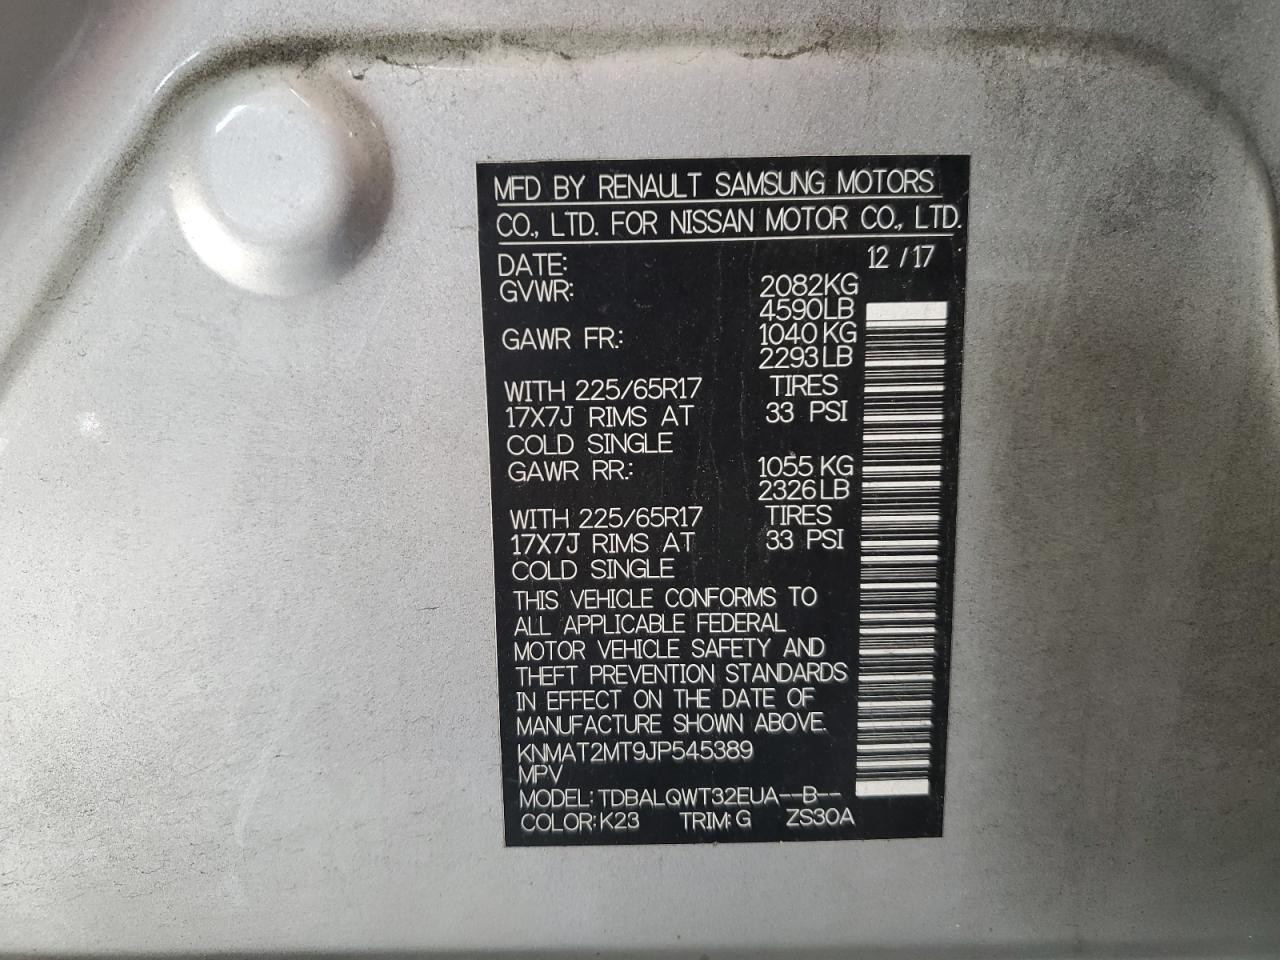 MFD BY RENAULT SAMSUNG MOTORS
CO., LTD. FOR NISSAN MOTOR CO., LTD.
DATE: 12 /17
GVWR: 2082KG
4590LB
GAWR FR.: 1040 KG
2293LB
WITH 225/65R17 TIRES
17X7J RIMS AT 33 PSI
COLD SINGLE
GAWR RR.: 1055 KG
2326LB
WITH 225/65R17 TIRES
17X7J RIMS AT 33 PSI
COLD SINGLE
THIS VEHICLE CONFORMS TO
ALL APPLICABLE FEDERAL
MOTOR VEHICLE SAFETY AND
THEFT PREVENTION STANDARDS
IN EFFECT ON THE DATE OF
MANUFACTURE SHOWN ABOVE.
KNMAT2MT9JP545389
MPV
MODEL: TDBALQWT32EUA--B--
COLOR: K23 TRIM: G ZS30A